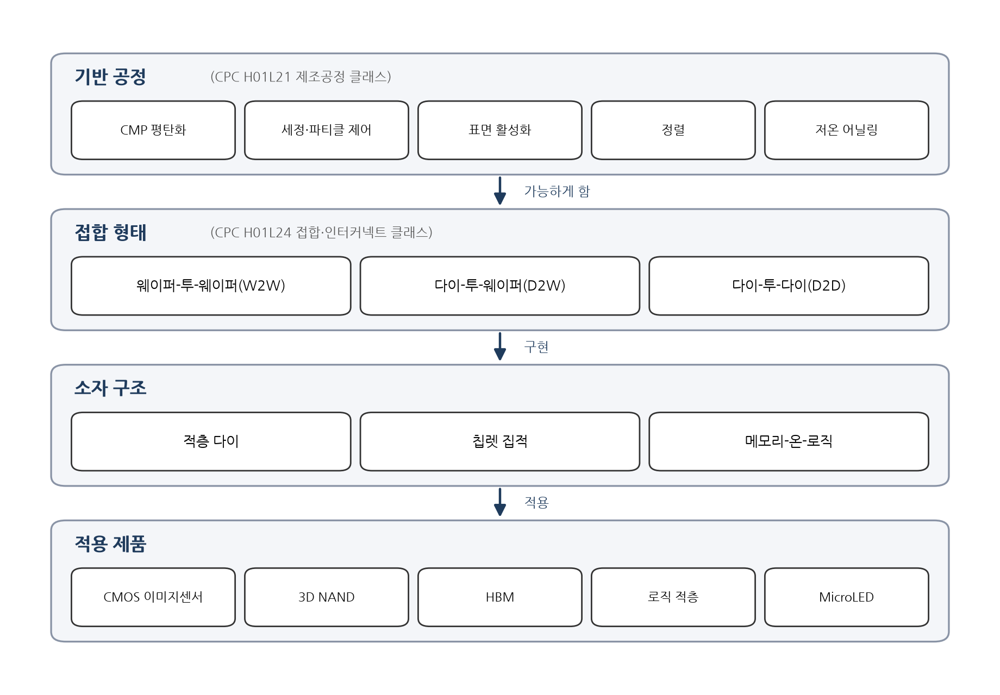 기반 공정 (CPC H01L21 제조공정 클래스)
CMP 평탄화 세정·파티클 제어 표면 활성화 정렬 저온 어닐링
가능하게 함
접합 형태 (CPC H01L24 접합·인터커넥트 클래스)
웨이퍼-투-웨이퍼(W2W) 다이-투-웨이퍼(D2W) 다이-투-다이(D2D)
구현
소자 구조
적층 다이 칩렛 집적 메모리-온-로직
적용
적용 제품
CMOS 이미지센서 3D NAND HBM 로직 적층 MicroLED